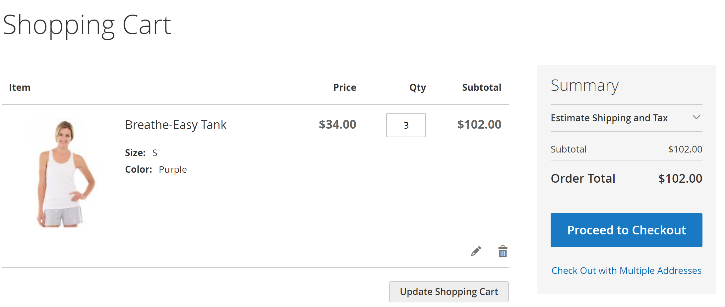 Shopping Cart
Item Price Qty Subtotal
Breathe-Easy Tank $34.00 3 $102.00
Size: S
Color: Purple
Update Shopping Cart
Summary
Estimate Shipping and Tax
Subtotal $102.00
Order Total $102.00
Proceed to Checkout
Check Out with Multiple Addresses